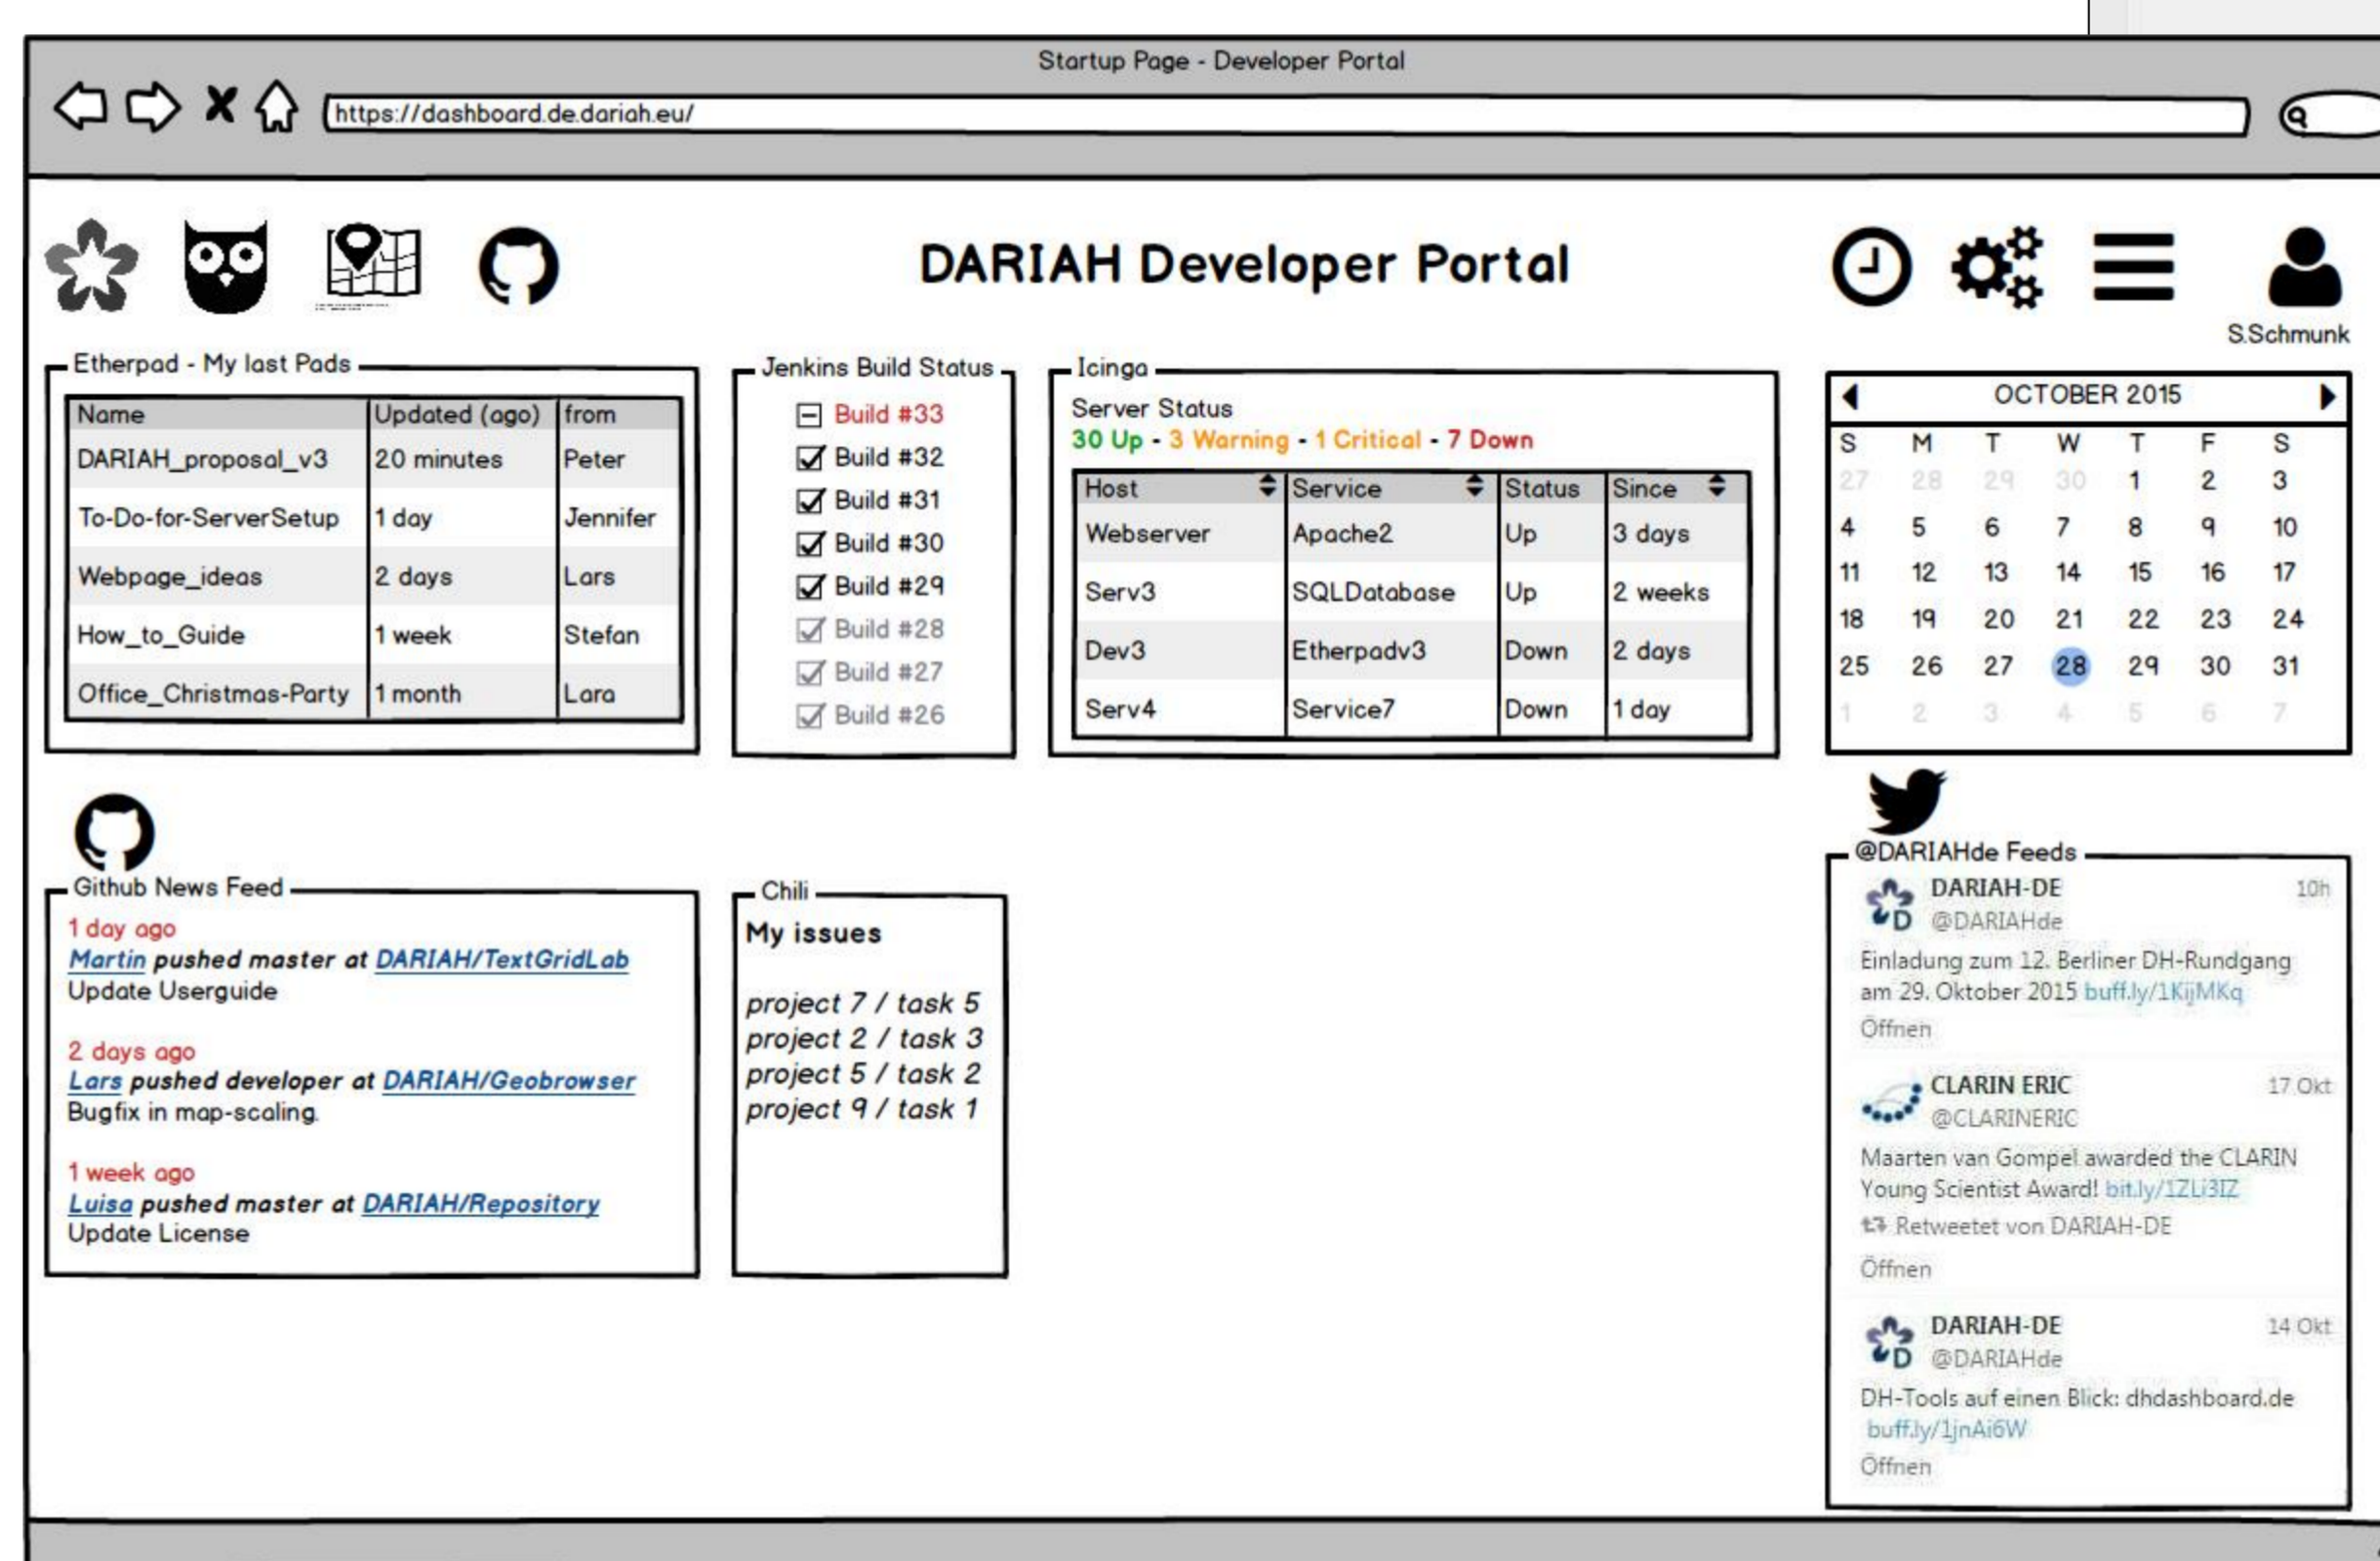 Startup Page - Developer Portal
https://dashboard.de.dariah.eu/
DARIAH Developer Portal
S.Schmunk
Etherpad - My last Pads
Name Updated (ago) from
DARIAH_proposal_v3 20 minutes Peter
To-Do-for-ServerSetup 1 day Jennifer
Webpage_ideas 2 days Lars
How_to_Guide 1 week Stefan
Office_Christmas-Party 1 month Lara
Jenkins Build Status
Build #33
Build #32
Build #31
Build #30
Build #29
Build #28
Build #27
Build #26
Icinga
Server Status
30 Up - 3 Warning - 1 Critical - 7 Down
Host Service Status Since
Webserver Apache2 Up 3 days
Serv3 SQLDatabase Up 2 weeks
Dev3 Etherpadv3 Down 2 days
Serv4 Service7 Down 1 day
OCTOBER 2015
S M T W T F S
27 28 29 30 1 2 3
4 5 6 7 8 9 10
11 12 13 14 15 16 17
18 19 20 21 22 23 24
25 26 27 28 29 30 31
1 2 3 4 5 6 7
Github News Feed
1 day ago
Martin pushed master at DARIAH/TextGridLab
Update Userguide
2 days ago
Lars pushed developer at DARIAH/Geobrowser
Bugfix in map-scaling.
1 week ago
Luisa pushed master at DARIAH/Repository
Update License
Chili
My issues
project 7 / task 5
project 2 / task 3
project 5 / task 2
project 9 / task 1
@DARIAHde Feeds
DARIAH-DE 10h
D @DARIAHde
Einladung zum 12. Berliner DH-Rundgang
am 29. Oktober 2015 buff.ly/1KijMKq
Öffnen
CLARIN ERIC 17 Okt
@CLARINERIC
Maarten van Gompel awarded the CLARIN
Young Scientist Award! bit.ly/1ZLi3IZ
Retweetet von DARIAH-DE
Öffnen
DARIAH-DE 14 Okt
D @DARIAHde
DH-Tools auf einen Blick: dhdashboard.de
buff.ly/1jnAi6W
Öffnen